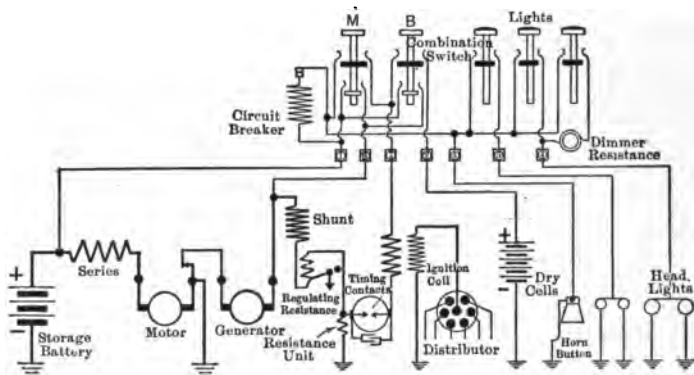 M
B
Lights
Combination
Switch
Circuit
Breaker
Dimmer
Resistance
Shunt
+
Series
Motor
Generator
Regulating
Resistance
Resistance
Unit
Timing
Contacts
Ignition
Coil
Distributor
+
Dry
Cells
Horn
Button
Head
Lights
-
Storage
Battery
-